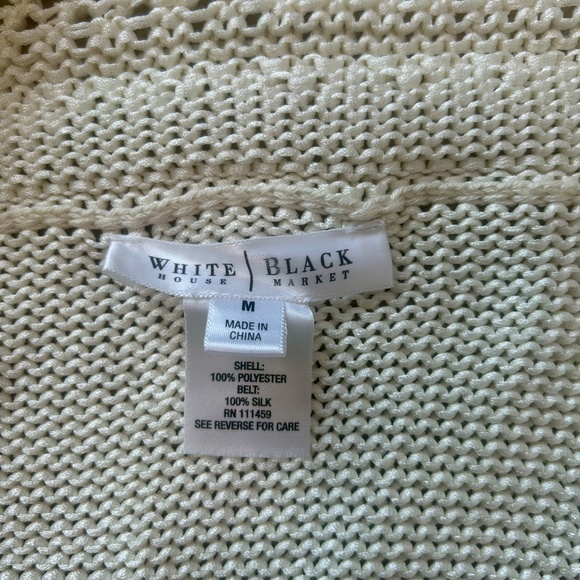 WHITE | BLACK
HOUSE MARKET
M
MADE IN
CHINA
SHELL:
100% POLYESTER
BELT:
100% SILK
RN 111459
SEE REVERSE FOR CARE